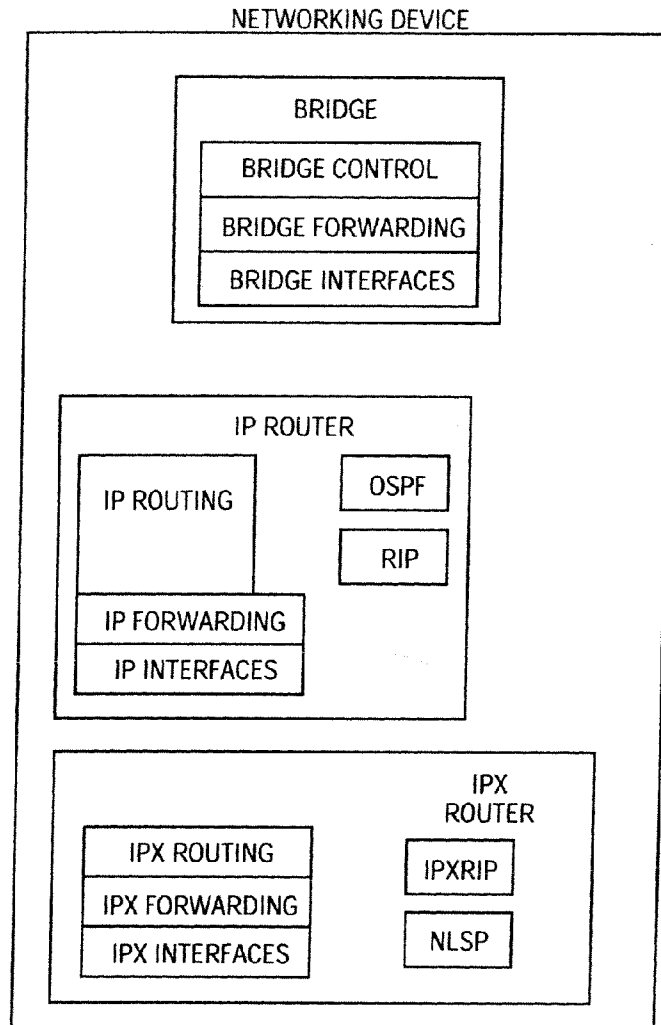 NETWORKING DEVICE
BRIDGE
BRIDGE CONTROL
BRIDGE FORWARDING
BRIDGE INTERFACES
IP ROUTER
IP ROUTING
OSPF
RIP
IP FORWARDING
IP INTERFACES
IPX
ROUTER
IPX ROUTING
IPXRIP
IPX FORWARDING
NLSP
IPX INTERFACES